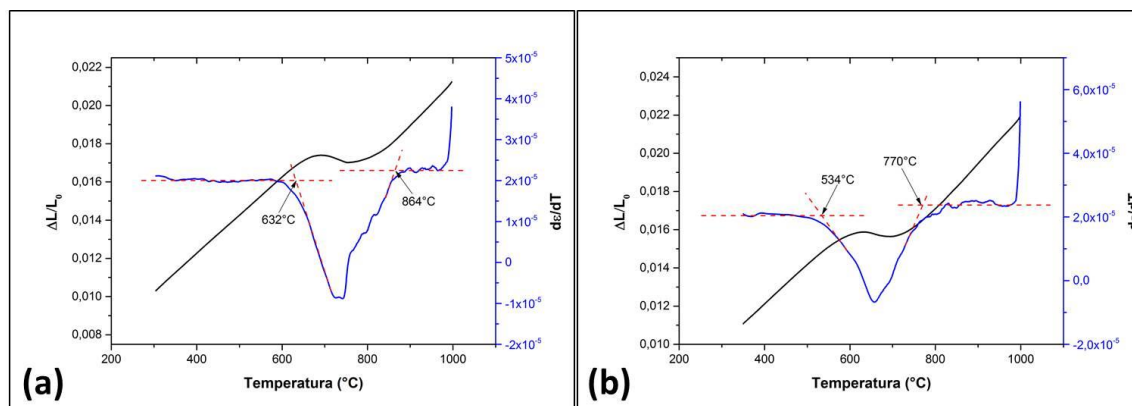 5x10⁻⁵
0,022
4x10⁻⁵
0,020
3x10⁻⁵
0,018
2x10⁻⁵
0,016
632°C
864°C
1x10⁻⁵
0,014
0
0,012
-1x10⁻⁵
0,010
0,008
-2x10⁻⁵
200 400 600 800 1000
Temperatura (°C)
ΔL/L₀
dε/dT
(a)
0,024
6,0x10⁻⁵
0,022
0,020
4,0x10⁻⁵
534°C
770°C
0,018
2,0x10⁻⁵
0,016
0,014
0,0
0,012
0,010
-2,0x10⁻⁵
200 400 600 800 1000
Temperatura (°C)
ΔL/L₀
dε/dT
(b)